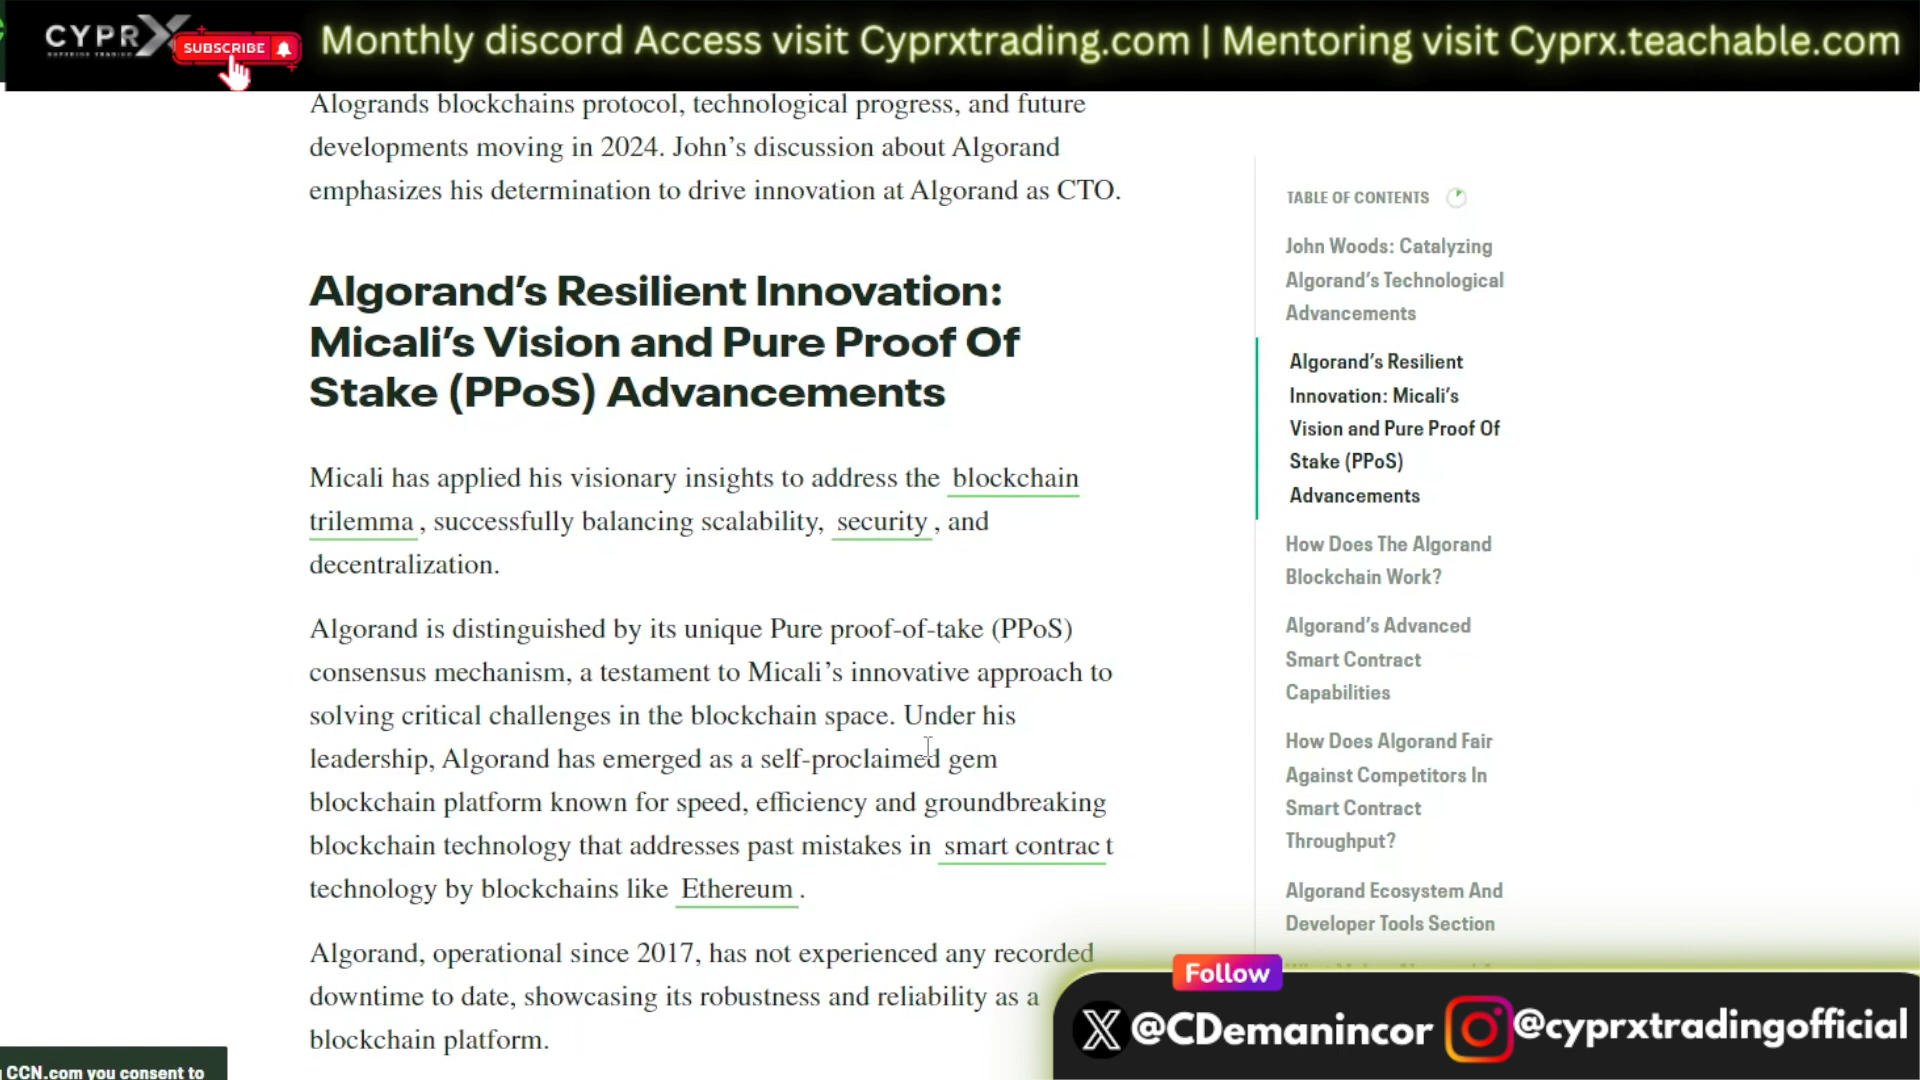 CYPRX
SUPERIOR TRADING
SUBSCRIBE
Monthly discord Access visit Cyprxtrading.com | Mentoring visit Cyprx.teachable.com
Alogrands blockchains protocol, technological progress, and future
developments moving in 2024. John’s discussion about Algorand
emphasizes his determination to drive innovation at Algorand as CTO.
Algorand’s Resilient Innovation:
Micali’s Vision and Pure Proof Of
Stake (PPoS) Advancements
Micali has applied his visionary insights to address the blockchain
trilemma , successfully balancing scalability, security , and
decentralization.
Algorand is distinguished by its unique Pure proof-of-take (PPoS)
consensus mechanism, a testament to Micali’s innovative approach to
solving critical challenges in the blockchain space. Under his
leadership, Algorand has emerged as a self-proclaimed gem
blockchain platform known for speed, efficiency and groundbreaking
blockchain technology that addresses past mistakes in smart contrac t
technology by blockchains like Ethereum .
Algorand, operational since 2017, has not experienced any recorded
downtime to date, showcasing its robustness and reliability as a
blockchain platform.
TABLE OF CONTENTS
John Woods: Catalyzing
Algorand’s Technological
Advancements
Algorand’s Resilient
Innovation: Micali’s
Vision and Pure Proof Of
Stake (PPoS)
Advancements
How Does The Algorand
Blockchain Work?
Algorand’s Advanced
Smart Contract
Capabilities
How Does Algorand Fair
Against Competitors In
Smart Contract
Throughput?
Algorand Ecosystem And
Developer Tools Section
Follow
@CDemanincor
@cyprxtradingofficial
CCN.com you consent to